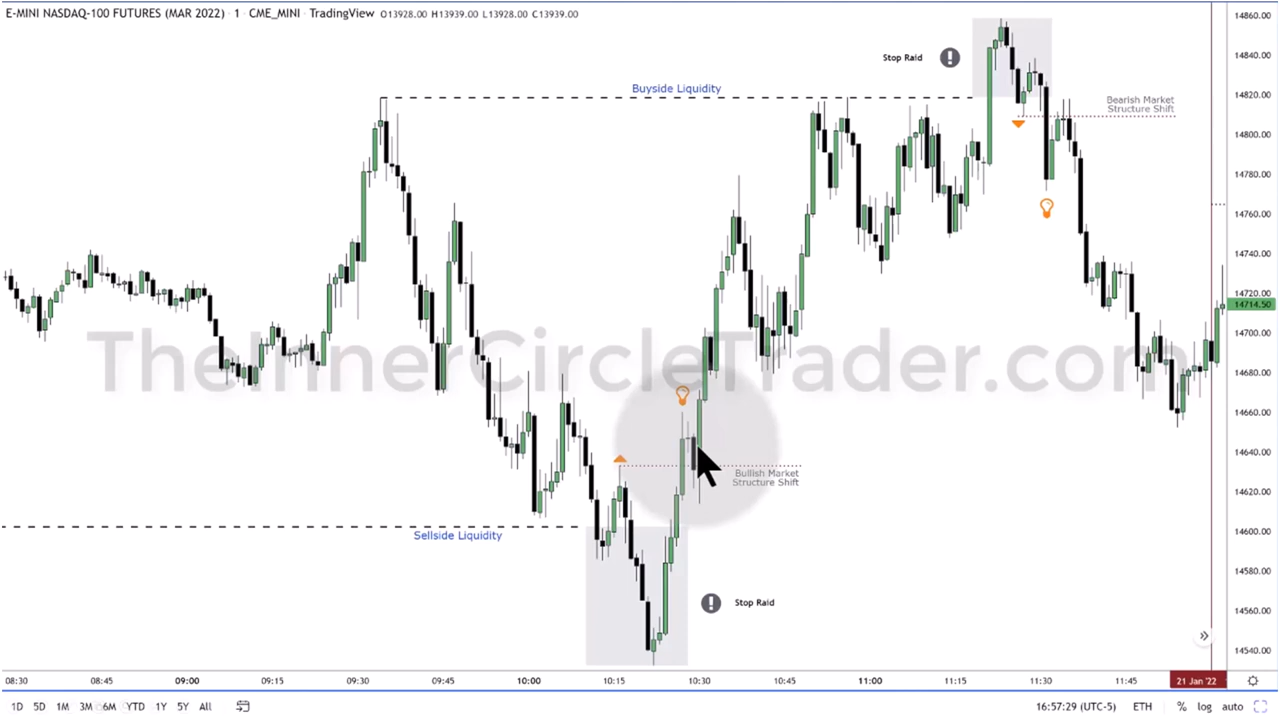 E-MINI NASDAQ-100 FUTURES (MAR 2022) · 1 · CME_MINI · TradingView O13928.00 H13939.00 L13928.00 C13939.00
14860.00
Stop Raid
14840.00
Buyside Liquidity
14820.00
Bearish Market
Structure Shift
14800.00
14780.00
14760.00
14740.00
14720.00
14714.50
14700.00
TheInnerCircleTrader.com
14680.00
14660.00
14640.00
Bullish Market
Structure Shift
14620.00
14600.00
Sellside Liquidity
14580.00
Stop Raid
14560.00
14540.00
08:30 08:45 09:00 09:15 09:30 09:45 10:00 10:15 10:30 10:45 11:00 11:15 11:30 11:45 21 Jan '22
1D 5D 1M 3M 6M YTD 1Y 5Y All 16:57:29 (UTC-5) ETH % log auto